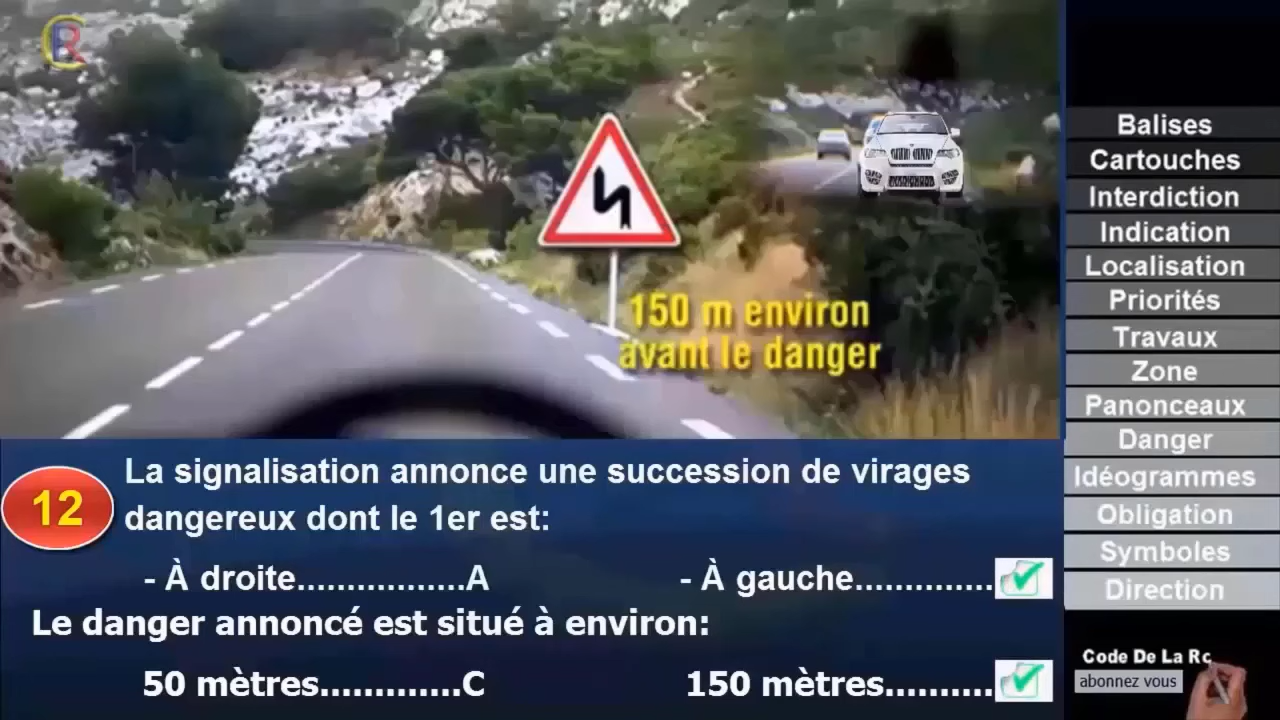 CR
150 m environ
avant le danger
12
La signalisation annonce une succession de virages
dangereux dont le 1er est:
- À droite................A
- À gauche.............
Le danger annoncé est situé à environ:
50 mètres.............C
150 mètres..........
Balises
Cartouches
Interdiction
Indication
Localisation
Priorités
Travaux
Zone
Panonceaux
Danger
Idéogrammes
Obligation
Symboles
Direction
Code De La Rc
abonnez vous